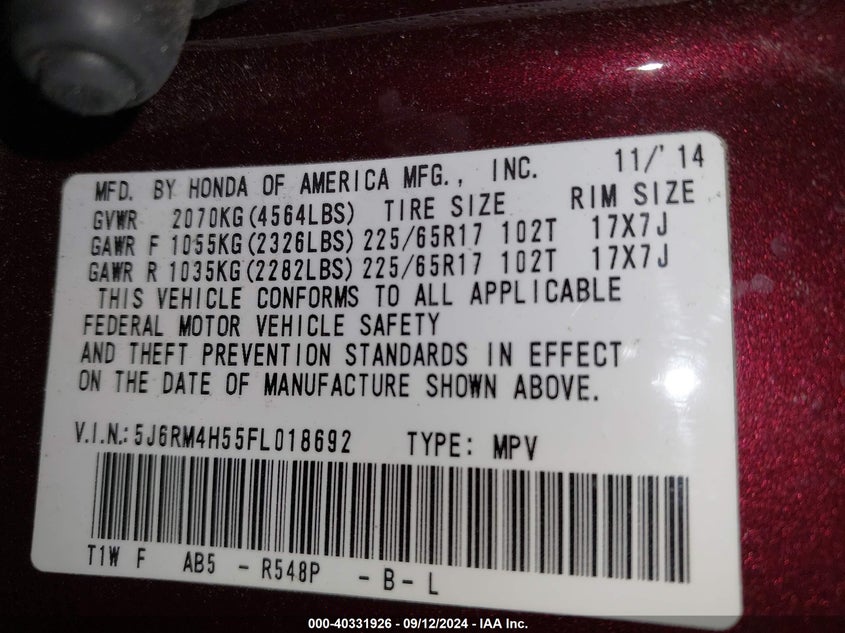 MFD. BY HONDA OF AMERICA MFG., INC. 11/'14
GVWR 2070KG(4564LBS) TIRE SIZE RIM SIZE
GAWR F 1055KG(2326LBS) 225/65R17 102T 17X7J
GAWR R 1035KG(2282LBS) 225/65R17 102T 17X7J
THIS VEHICLE CONFORMS TO ALL APPLICABLE
FEDERAL MOTOR VEHICLE SAFETY
AND THEFT PREVENTION STANDARDS IN EFFECT
ON THE DATE OF MANUFACTURE SHOWN ABOVE.
V.I.N.: 5J6RM4H55FL018692 TYPE: MPV
T1W F AB5 - R548P - B - L
000-40331926 - 09/12/2024 - IAA Inc.